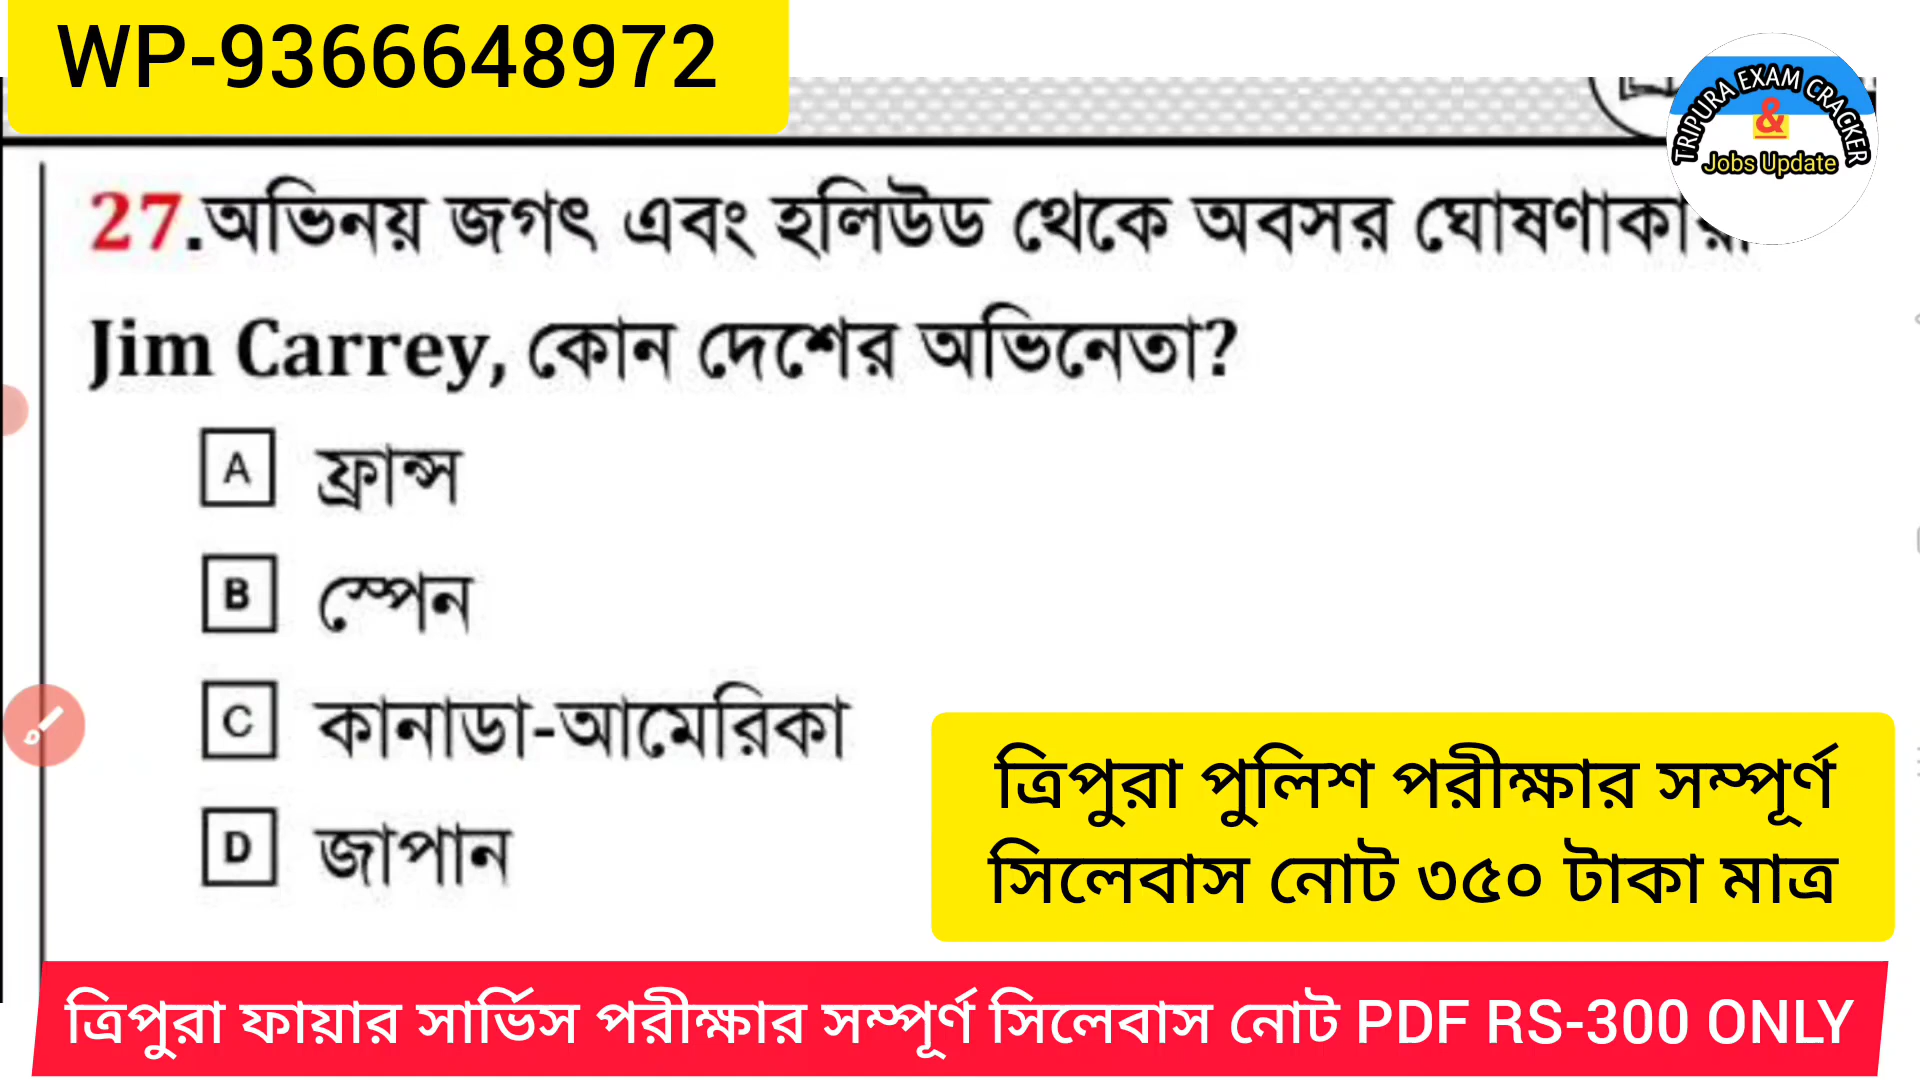 WP-9366648972
TRIPURA EXAM CRACKER
&
Jobs Update
27.অভিনয় জগৎ এবং হলিউড থেকে অবসর ঘোষণাকারী
Jim Carrey, কোন দেশের অভিনেতা?
A ফ্রান্স
B স্পেন
C কানাডা-আমেরিকা
D জাপান
ত্রিপুরা পুলিশ পরীক্ষার সম্পূর্ণ
সিলেবাস নোট ৩৫০ টাকা মাত্র
ত্রিপুরা ফায়ার সার্ভিস পরীক্ষার সম্পূর্ণ সিলেবাস নোট PDF RS-300 ONLY